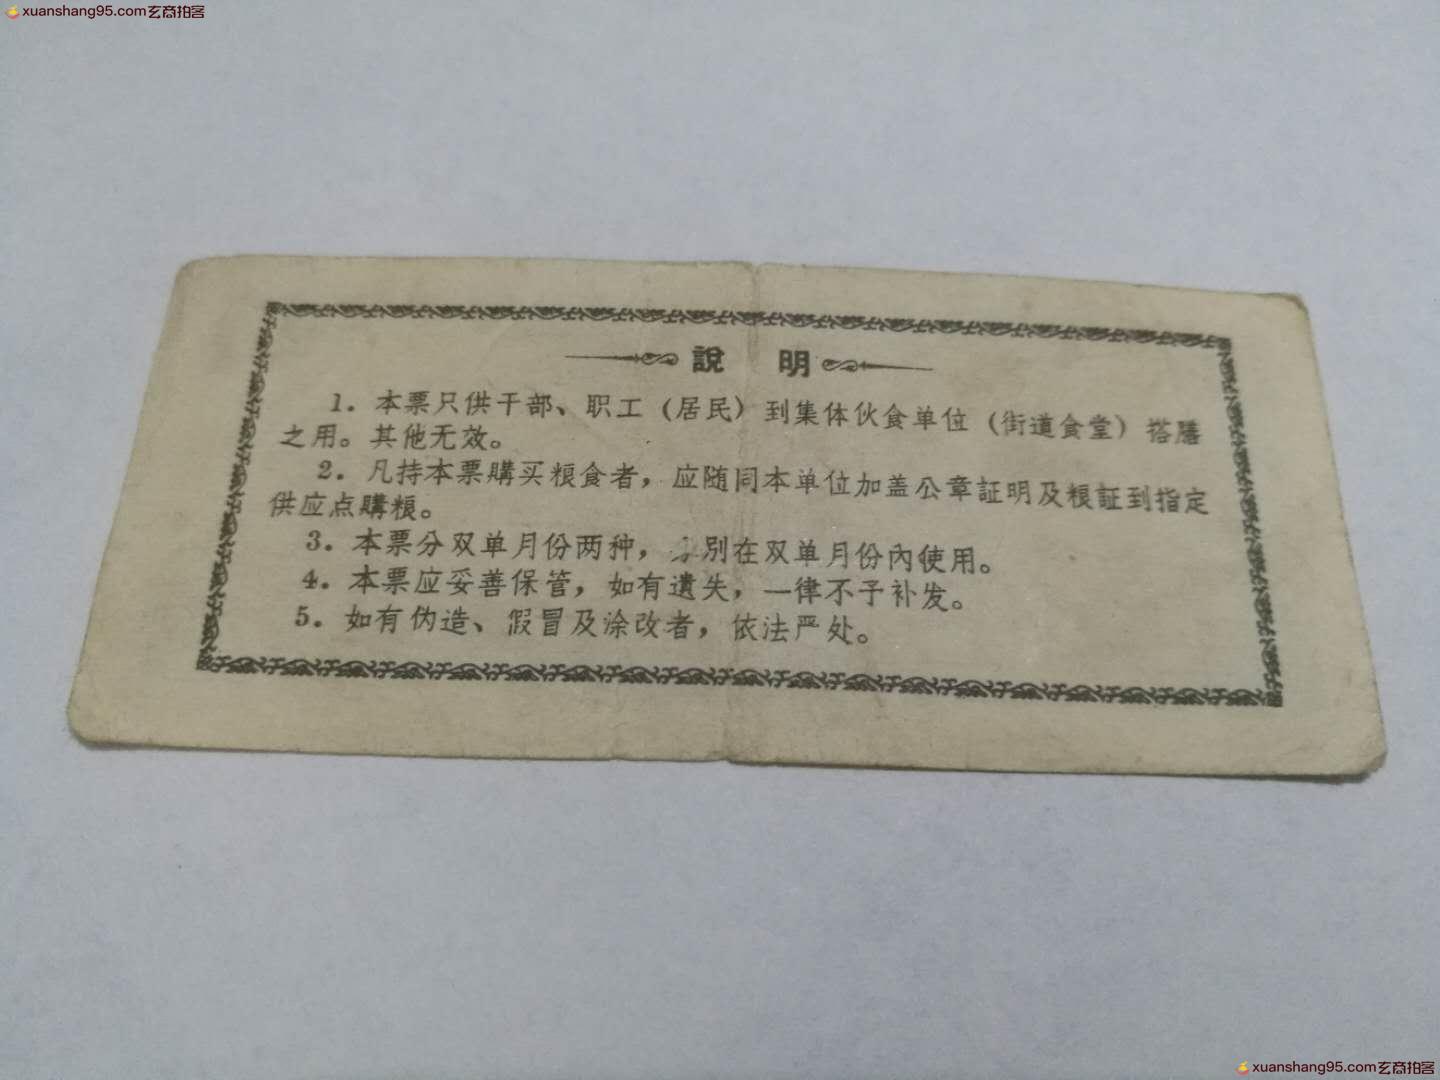 xuanshang95.com玄商拍客
說 明
1. 本票只供干部、职工（居民）到集体伙食单位（街道食堂）搭膳
之用。其他无效。
2. 凡持本票購买粮食者，应随同本单位加盖公章証明及粮証到指定
供应点購粮。
3. 本票分双单月份两种，別在双单月份內使用。
4. 本票应妥善保管，如有遺失，一律不予补发。
5. 如有伪造、假冒及涂改者，依法严处。
xuanshang95.com玄商拍客